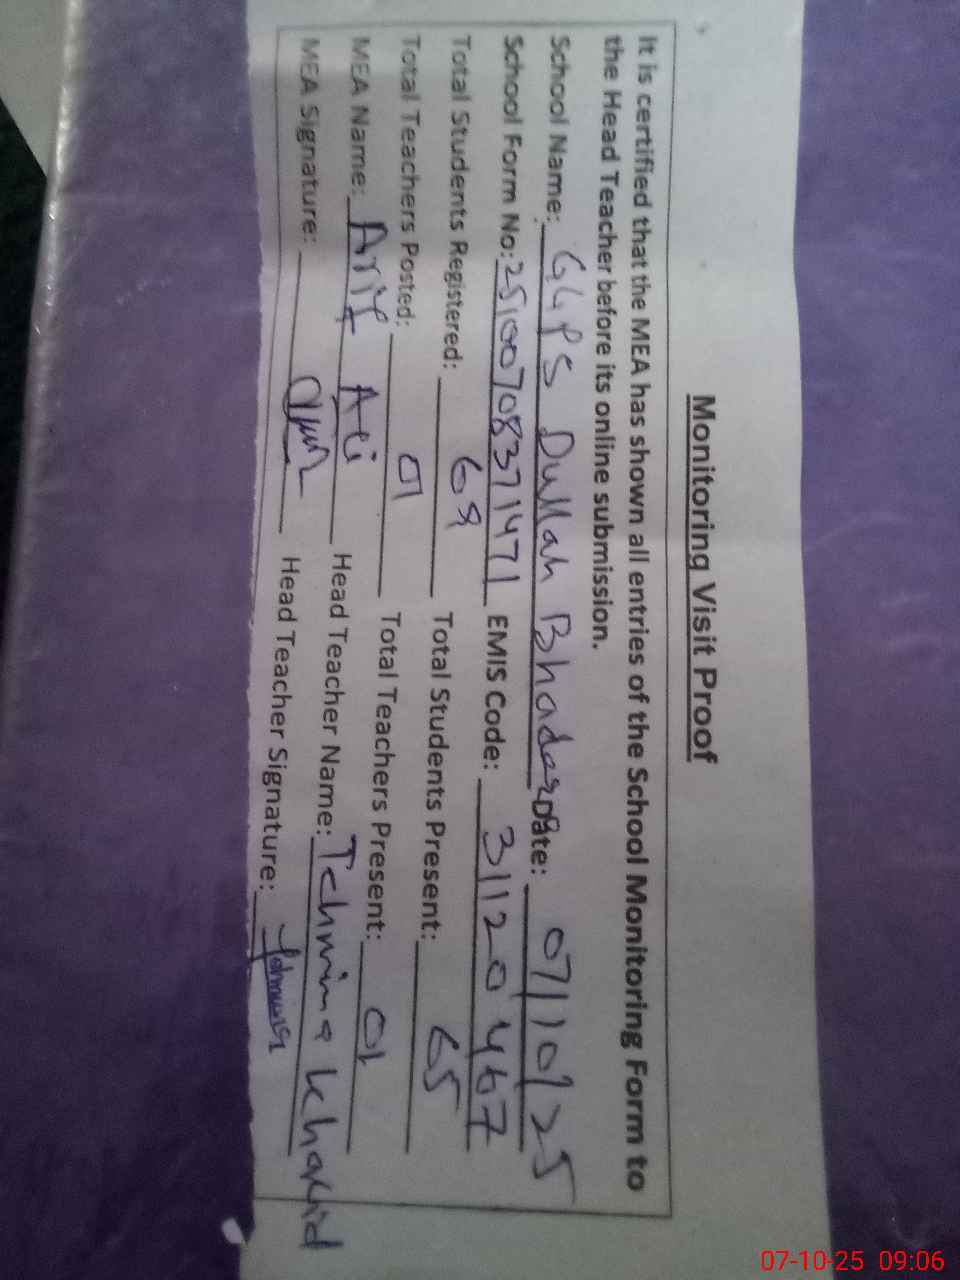 Monitoring Visit Proof
It is certified that the MEA has shown all entries of the School Monitoring Form to
the Head Teacher before its online submission.
School Name: GGPS Dullah Bhadera Date: 07/10/25
School Form No: 25100708371471 EMIS Code: 31120467
Total Students Registered: 68 Total Students Present: 65
Total Teachers Posted: 01 Total Teachers Present: 01
MEA Name: Arif Ali Head Teacher Name: Tehmina Khorshid
MEA Signature: Head Teacher Signature:
07-10-25 09:06